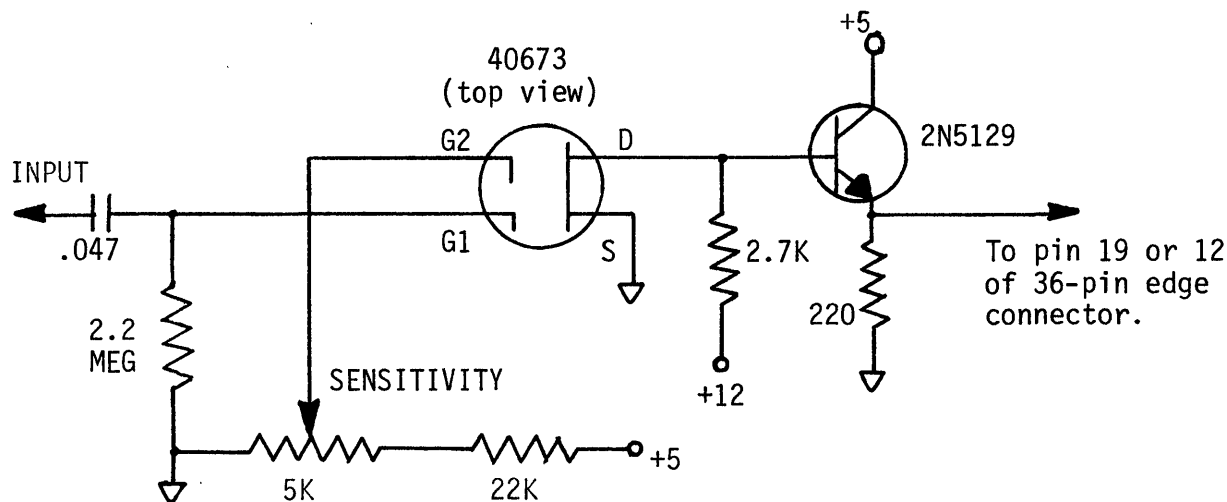 +5
40673
(top view)
G2
D
2N5129
INPUT
.047
G1
S
2.7K
To pin 19 or 12
of 36-pin edge
connector.
220
2.2
MEG
SENSITIVITY
+12
+5
5K
22K